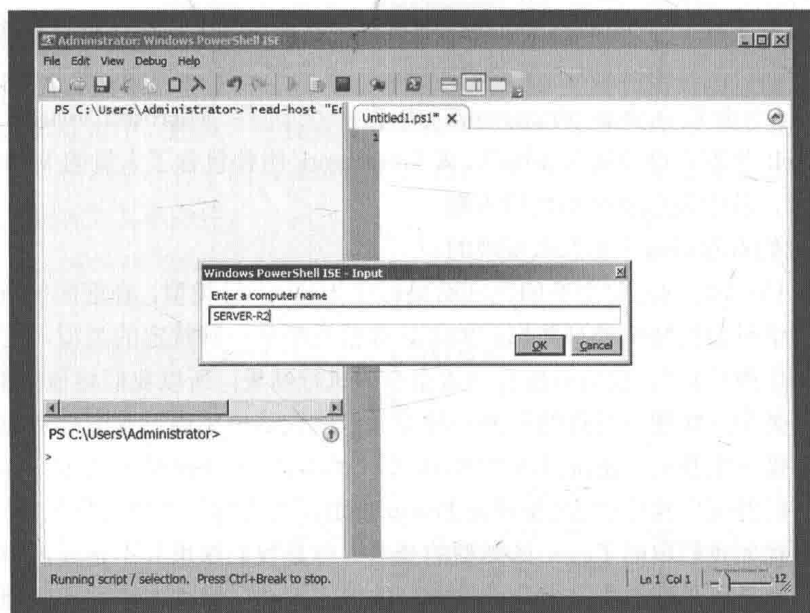 Administrator: Windows PowerShell ISE
File Edit View Debug Help
PS C:\Users\Administrator> read-host "En
Untitled1.ps1* X
1
Windows PowerShell ISE - Input
Enter a computer name
SERVER-R2
OK Cancel
PS C:\Users\Administrator>
>
Running script / selection. Press Ctrl+Break to stop.
Ln 1 Col 1
12